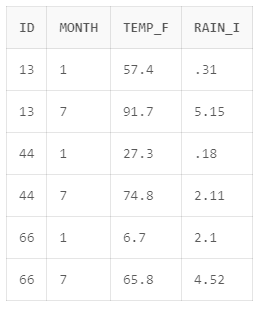 ID MONTH TEMP_F RAIN_I
13 1 57.4 .31
13 7 91.7 5.15
44 1 27.3 .18
44 7 74.8 2.11
66 1 6.7 2.1
66 7 65.8 4.52